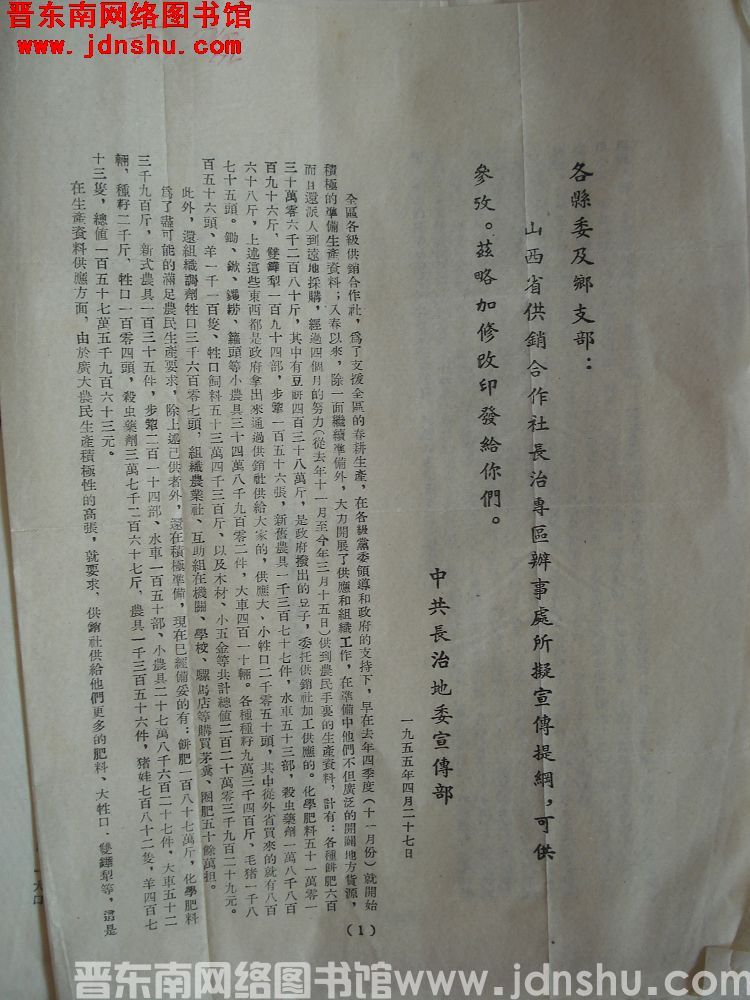 晋东南网络图书馆
www.jdnshu.com
各縣委及鄉支部：
山西省供銷合作社長治專區辦事處所擬宣傳提綱，可供
參攷。茲略加修改印發給你們。
中共長治地委宣傳部
一九五五年四月二十七日
全區各級供銷合作社，爲了支援全區的春耕生產，在各級黨委領導和政府的支持下，早在去年四季度（十一月份）就開始
積極的準備生產資料；入春以來，除一面繼續準備外，大力開展了供應和組織工作，在準備中他們不但廣泛的開闢地方貨源，
而且還派人到遠地採購，經過四個月的努力（從去年十一月至今年三月十五日）供到農民手裏的生產資料，計有：各種餅肥六百
三十萬零六千二百八十斤，其中有豆餅四百三十八萬斤，是政府撥出的豆子，委托供銷社加工供應的。化學肥料五十一萬零一
百九十六斤，雙鏵犁一百九十四部，步犂一百五十六張，新舊農具一千三百七十七件，水車五十三部，殺虫藥劑一萬八千八百
六十八斤，上述這些東西都是政府拿出來通過供銷社供給大家的，供應大、小牲口二千零五十頭，其中從外省買來的就有八百
七十五頭。鋤、鍁、钁耢、籮頭等小農具三十四萬八千九百零二件，大車四百一十輛。各種種籽九萬三千四百斤、毛猪一千八
百五十六頭、羊一千一百隻、牲口飼料五十三萬四千三百斤、以及木材、小五金等共計總値二百二十萬零三千九百二十九元。
此外，還組織調劑牲口三千六百零七頭，組織農業社、互助組在機關、學校、騾馬店等購買茅糞、圈肥五十餘萬担。
爲了盡可能的滿足農民生產要求，除上述已供者外，還在積極準備，現在已經備妥的有：餅肥一百八十七萬斤，化學肥料
三千九百斤，新式農具一百三十五件，步犂二百一十四部、水車一百五十部、小農具二十七萬八千六百二十七件，大車五十二
輛，種籽二千斤，牲口一百零四頭，殺虫藥劑三萬七千二百六十七斤，農具一千三百五十六件，猪娃七百八十二隻，羊四百七
十三隻，總値一百五十七萬五千九百六十三元。
在生產資料供應方面，由於廣大農民生產積極性的高張，就要求，供銷社供給他們更多的肥料、大牲口、雙鏵犁等，這是
（1）
晋东南网络图书馆www.jdnshu.com